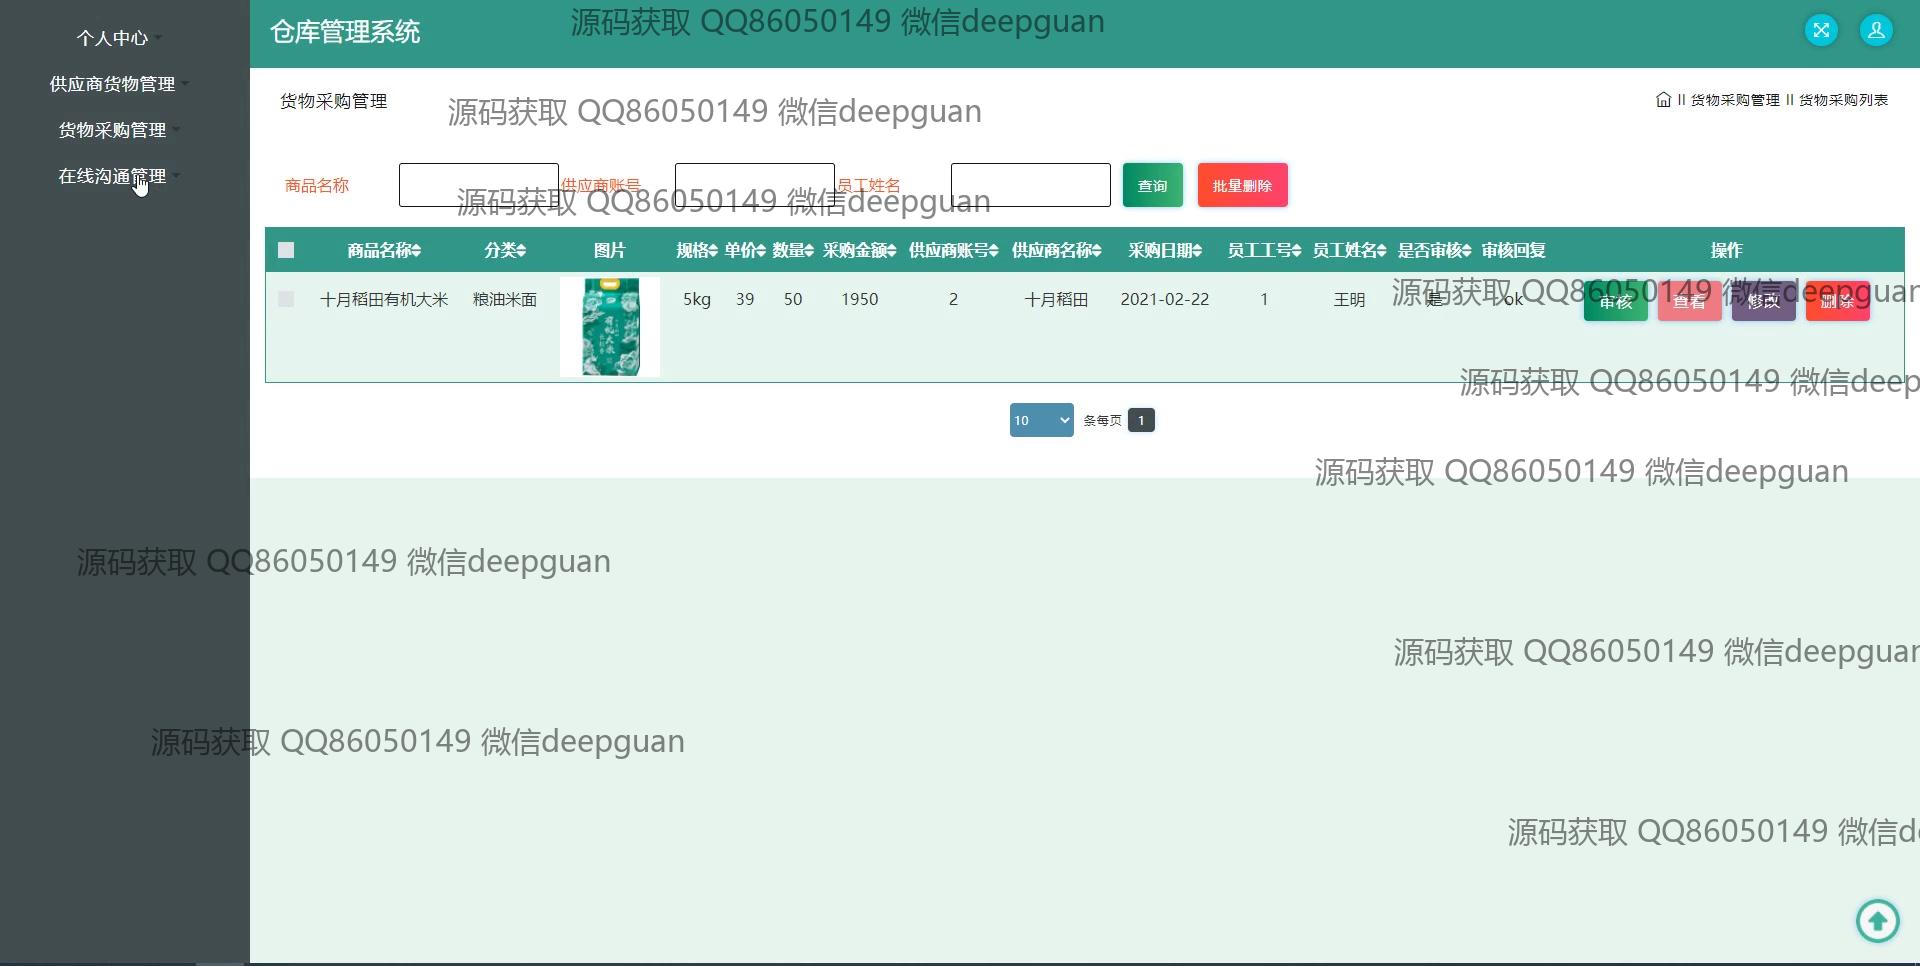 个人中心
供应商货物管理
货物采购管理
在线沟通管理
仓库管理系统
源码获取 QQ86050149 微信deepguan
货物采购管理
源码获取 QQ86050149 微信deepguan
II 货物采购管理 II 货物采购列表
商品名称 供应商账号 员工姓名 查询 批量删除
源码获取 QQ86050149 微信deepguan
商品名称 分类 图片 规格 单价 数量 采购金额 供应商账号 供应商名称 采购日期 员工工号 员工姓名 是否审核 审核回复 操作
十月稻田有机大米 粮油米面 5kg 39 50 1950 2 十月稻田 2021-02-22 1 王明 是 ok 审核 查看 修改 删除
有机大米
源码获取 QQ86050149 微信deepguan
源码获取 QQ86050149 微信deep
10 条每页 1
源码获取 QQ86050149 微信deepguan
源码获取 QQ86050149 微信deepguan
源码获取 QQ86050149 微信deepguan
源码获取 QQ86050149 微信deepguan
源码获取 QQ86050149 微信d